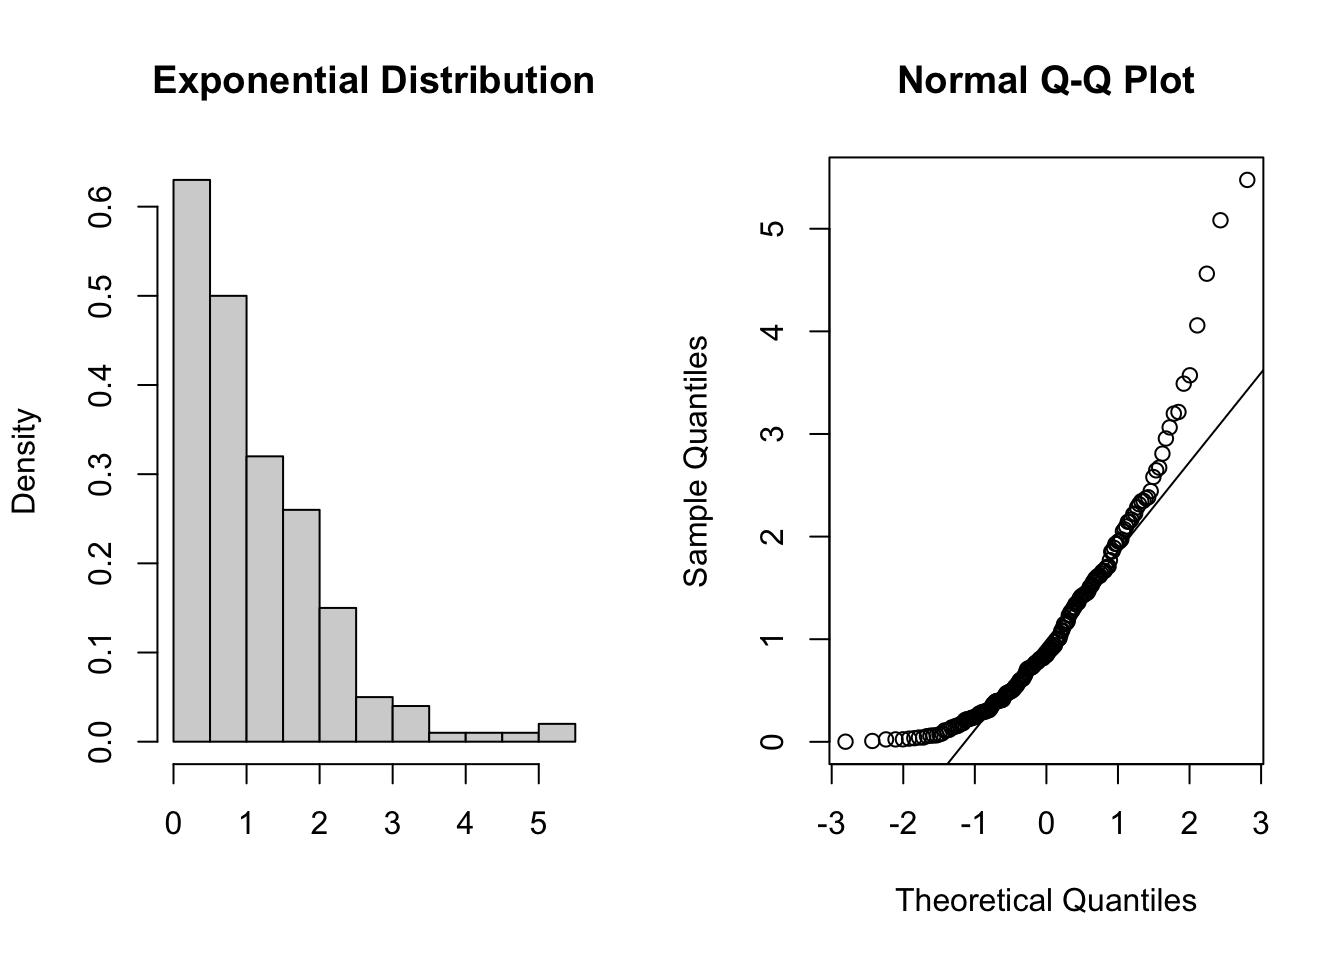 Exponential Distribution
Density
0.0 0.1 0.2 0.3 0.4 0.5 0.6
0 1 2 3 4 5
Normal Q-Q Plot
Sample Quantiles
0 1 2 3 4 5
-3 -2 -1 0 1 2 3
Theoretical Quantiles